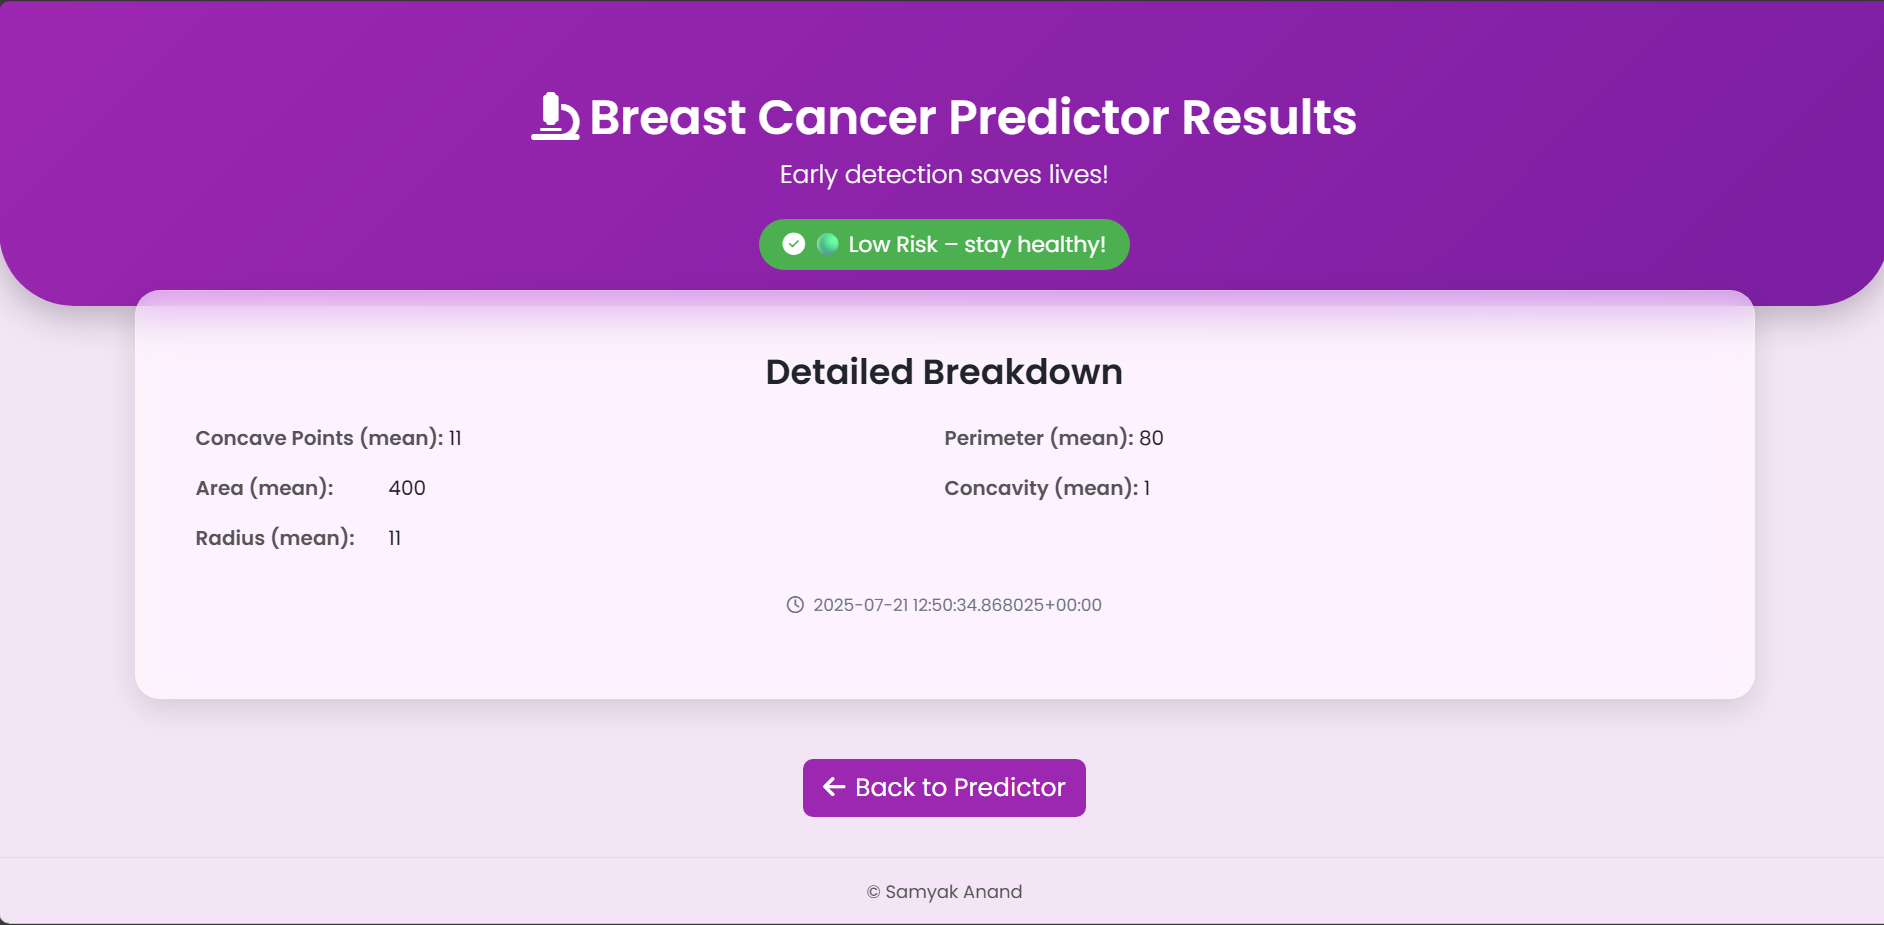 Breast Cancer Predictor Results
Early detection saves lives!
Low Risk – stay healthy!
Detailed Breakdown
Concave Points (mean): 11
Perimeter (mean): 80
Area (mean): 400
Concavity (mean): 1
Radius (mean): 11
2025-07-21 12:50:34.868025+00:00
Back to Predictor
© Samyak Anand